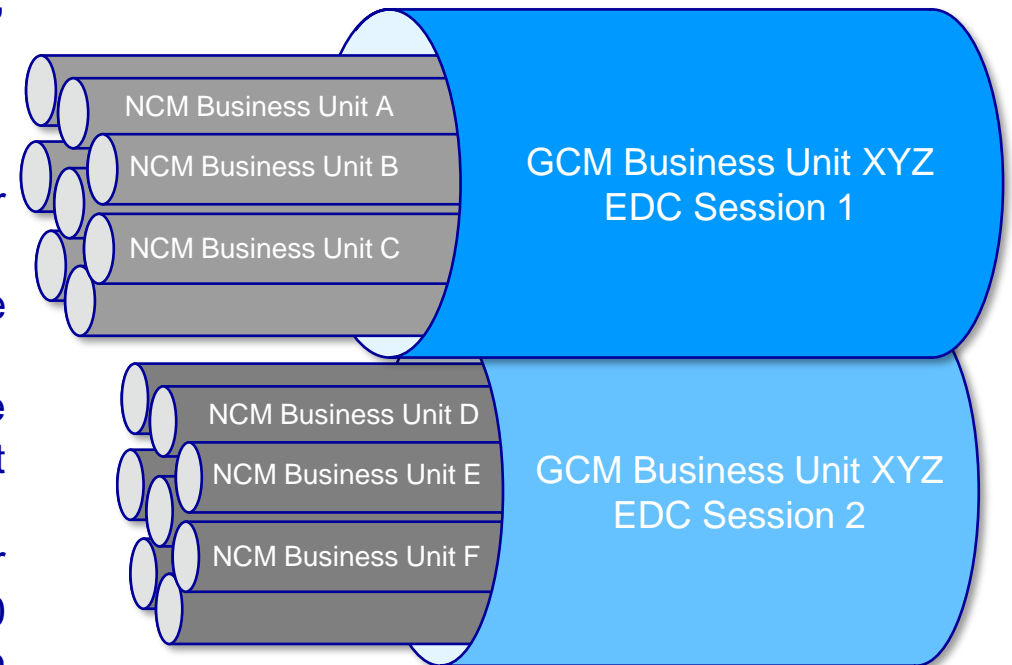 NCM Business Unit A
NCM Business Unit B
NCM Business Unit C
GCM Business Unit XYZ
EDC Session 1
NCM Business Unit D
NCM Business Unit E
NCM Business Unit F
GCM Business Unit XYZ
EDC Session 2